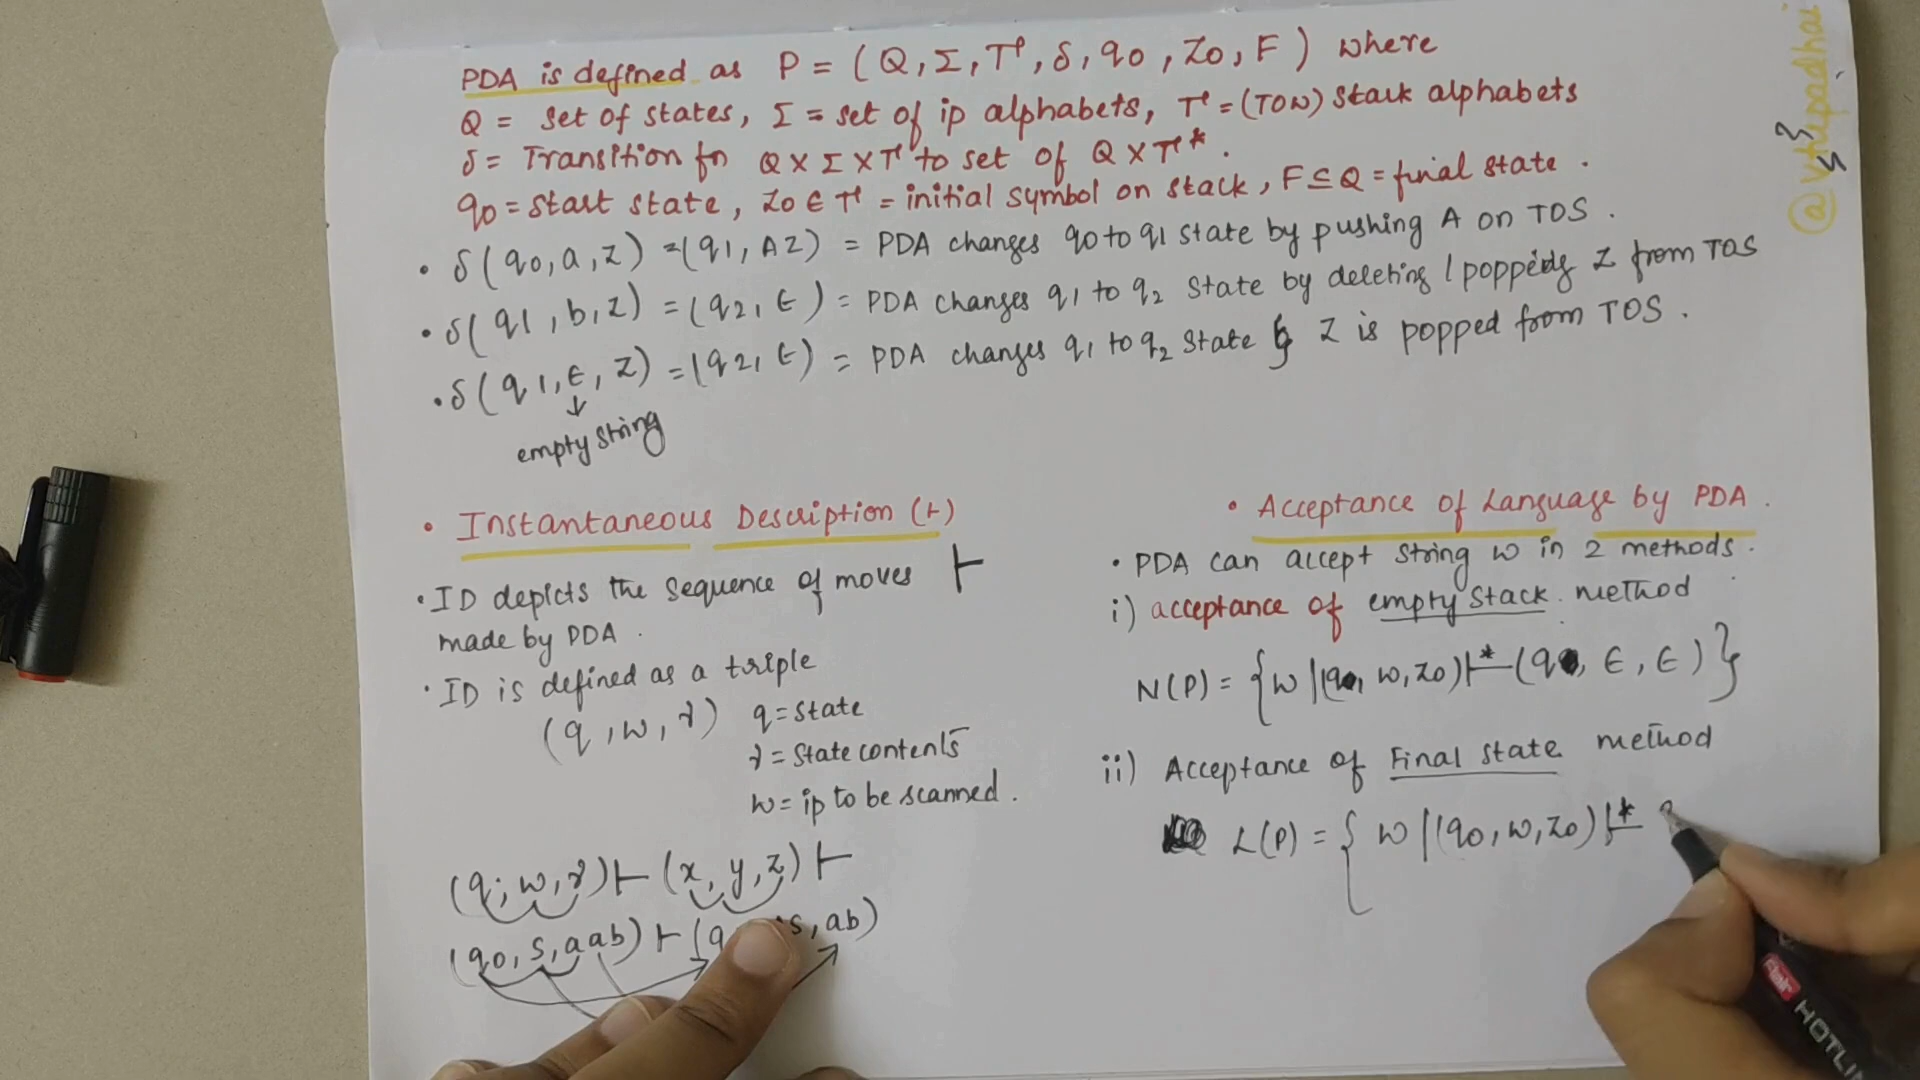 PDA is defined as P = (Q, Σ, Γ, δ, q0, Z0, F) where
Q = set of states, Σ = set of ip alphabets, Γ = (TOW) stack alphabets
δ = Transition fn Q X Σ X Γ to set of Q X Γ*.
q0 = start state, Z0 ∈ Γ = initial symbol on stack, F ⊆ Q = final state.
• δ(q0, a, z) = (q1, AZ) = PDA changes q0 to q1 state by pushing A on TOS.
• δ(q1, b, z) = (q2, ∈) = PDA changes q1 to q2 state by deleting / popping Z from TOS
• δ(q1, ∈, z) = (q2, ∈) = PDA changes q1 to q2 state & Z is popped from TOS.
↓
empty string
• Instantaneous Description (⊢)
• ID depicts the sequence of moves ⊢
made by PDA.
• ID is defined as a triple
(q, w, γ) q = state
γ = state contents
w = ip to be scanned.
(q, w, γ) ⊢ (x, y, z) ⊢
(q0, s, aab) ⊢ (q s, ab)
• Acceptance of Language by PDA.
• PDA can accept string w in 2 methods.
i) acceptance of empty stack method
N(P) = {w | (q0, w, z0) ⊢* (q, ∈, ∈)}
ii) Acceptance of Final state method
L(P) = { w | (q0, w, z0) ⊢*
HOTLI